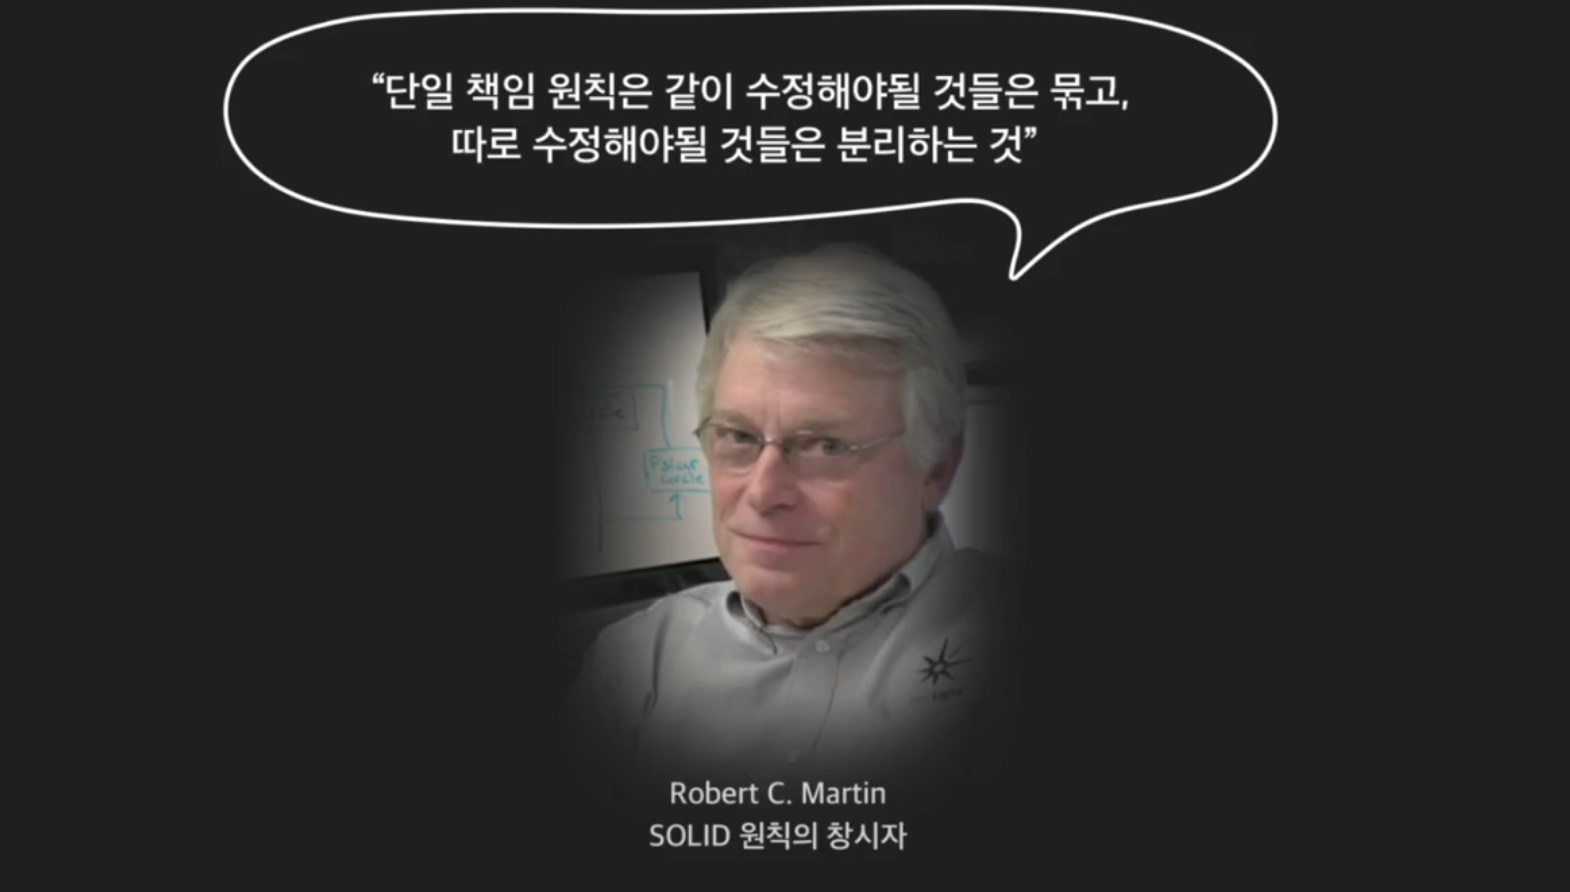 “단일 책임 원칙은 같이 수정해야될 것들은 묶고,
따로 수정해야될 것들은 분리하는 것”
Polar
circle
Robert C. Martin
SOLID 원칙의 창시자